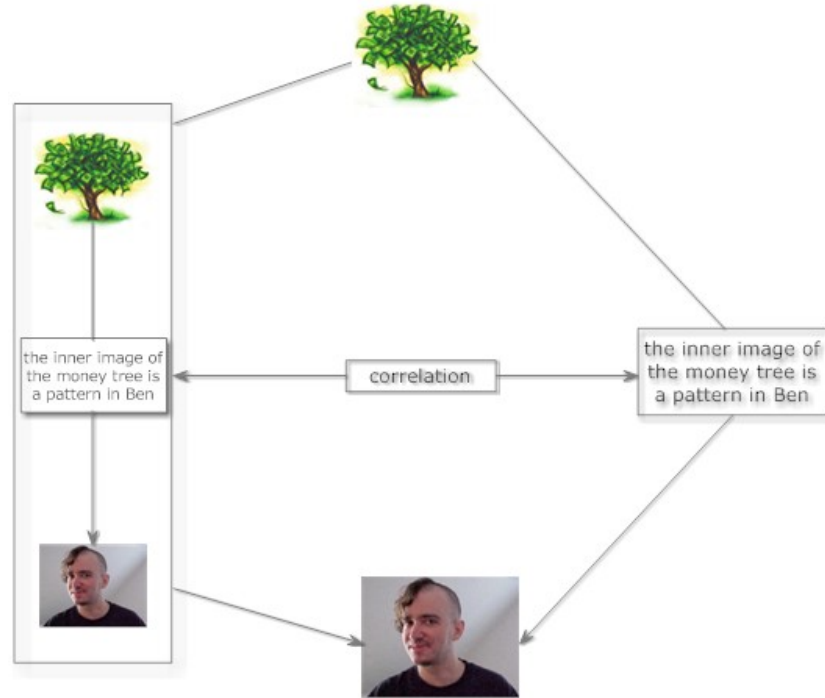 the inner image of
the money tree is
a pattern in Ben
correlation
the inner image of
the money tree is
a pattern in Ben